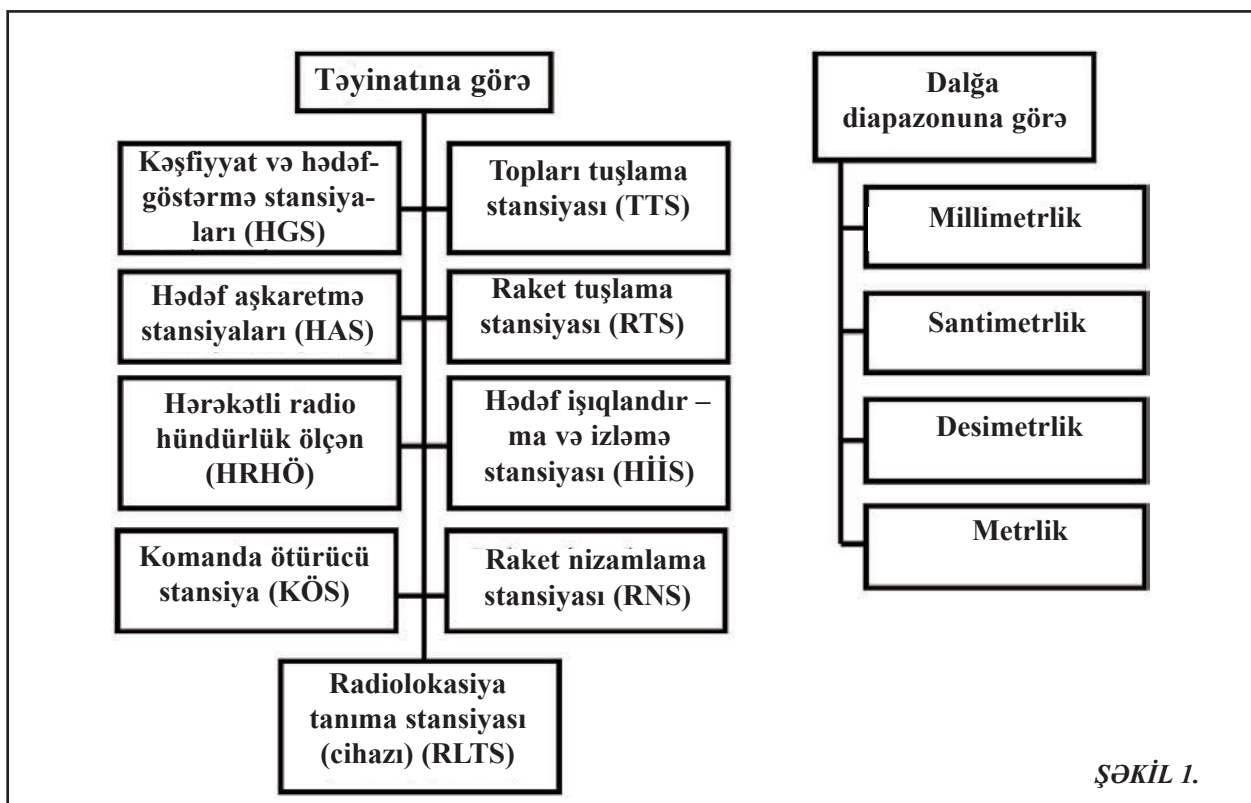 Təyinatına görə
Kəşfiyyat və hədəf-
göstərmə stansiya-
ları (HGS)
Topları tuşlama
stansiyası (TTS)
Hədəf aşkaretmə
stansiyaları (HAS)
Raket tuşlama
stansiyası (RTS)
Hərəkətli radio
hündürlük ölçən
(HRHÖ)
Hədəf işıqlandır –
ma və izləmə
stansiyası (HİİS)
Komanda ötürücü
stansiya (KÖS)
Raket nizamlama
stansiyası (RNS)
Radiolokasiya
tanıma stansiyası
(cihazı) (RLTS)
Dalğa
diapazonuna görə
Millimetrlik
Santimetrlik
Desimetrlik
Metrlik
ŞƏKİL 1.